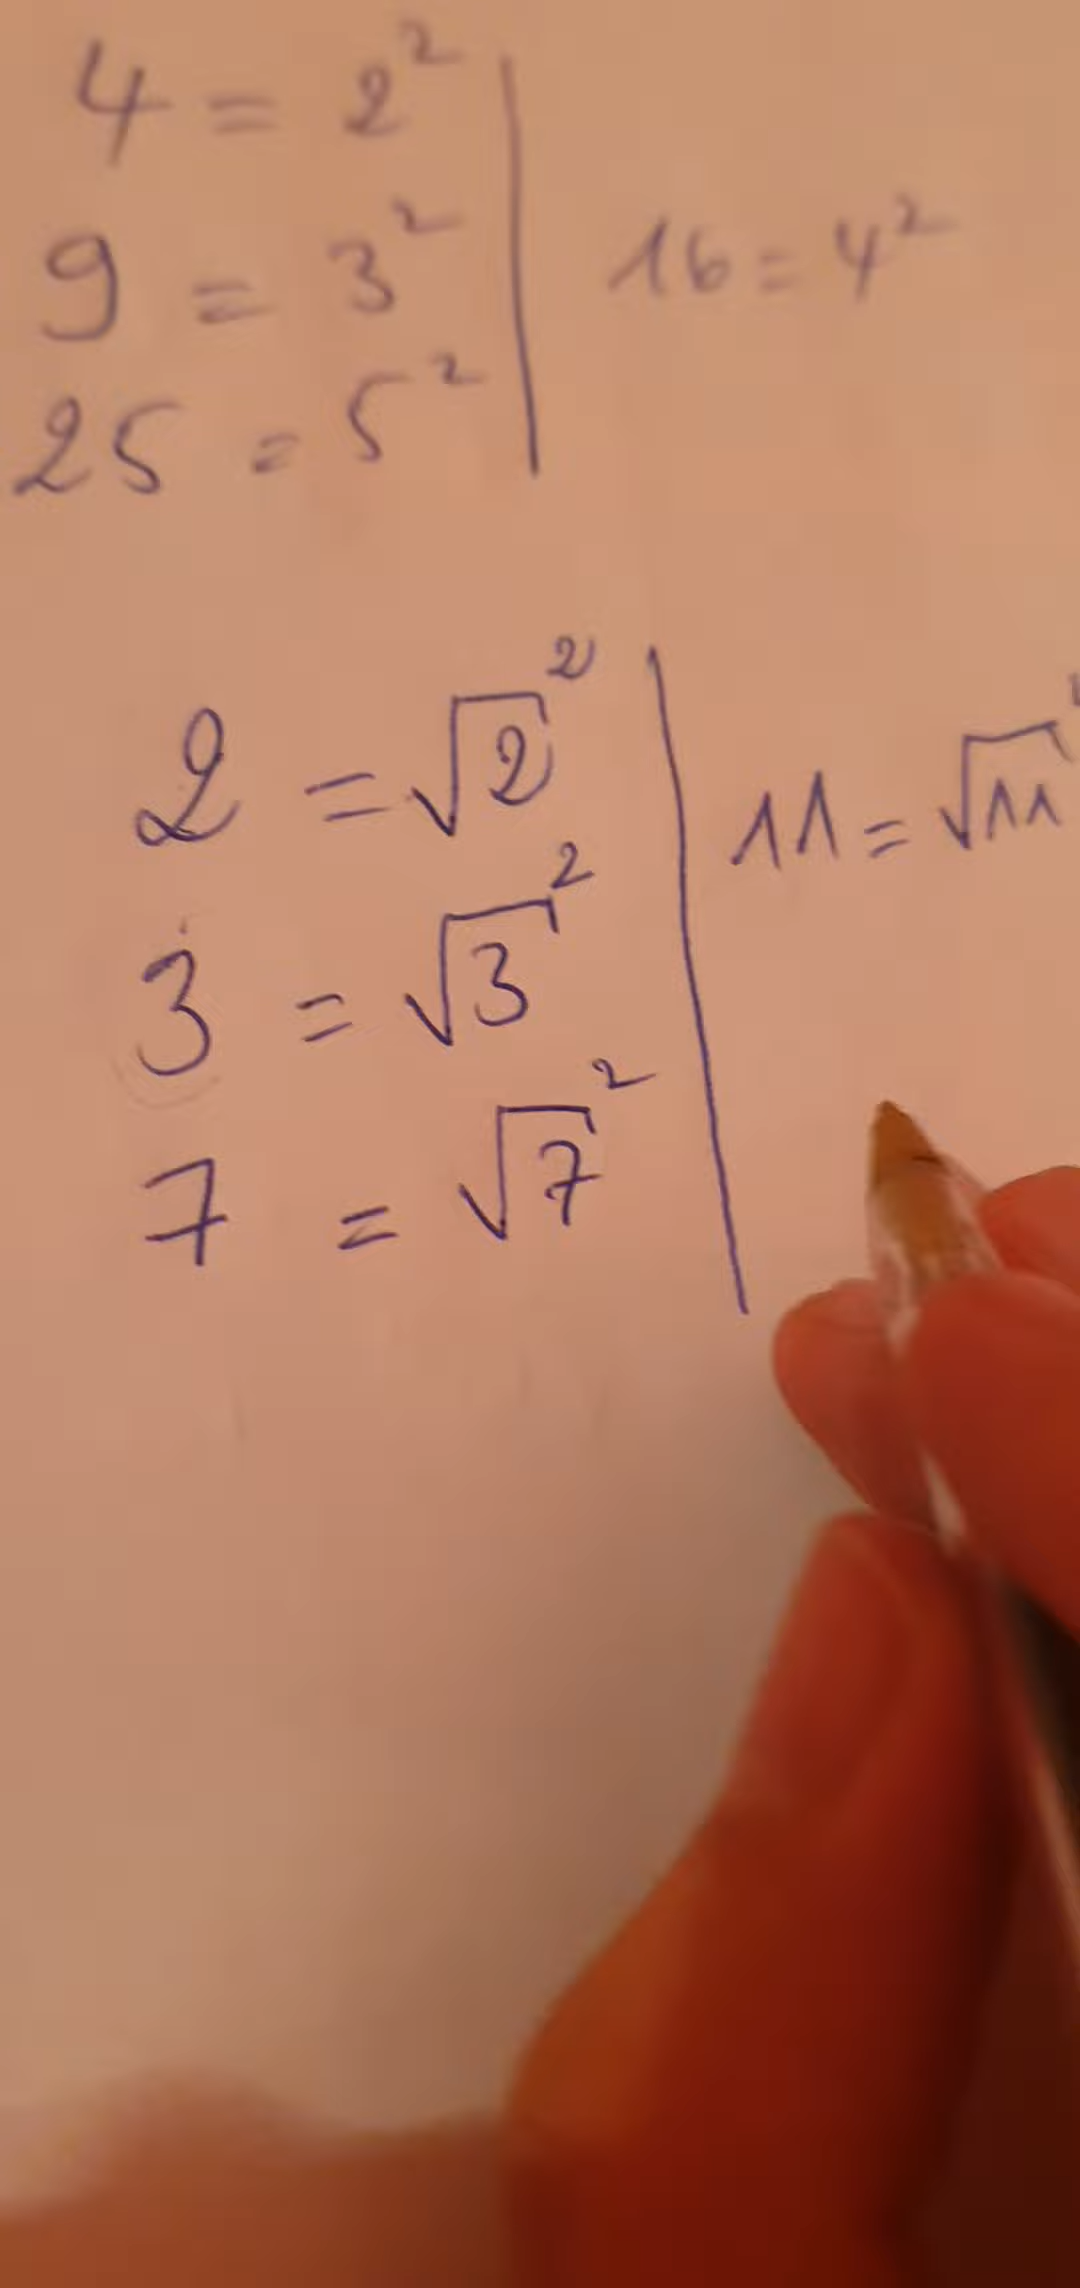 4 = 2²
9 = 3²
25 = 5²
16 = 4²
2 = √2²
3 = √3²
7 = √7²
11 = √11